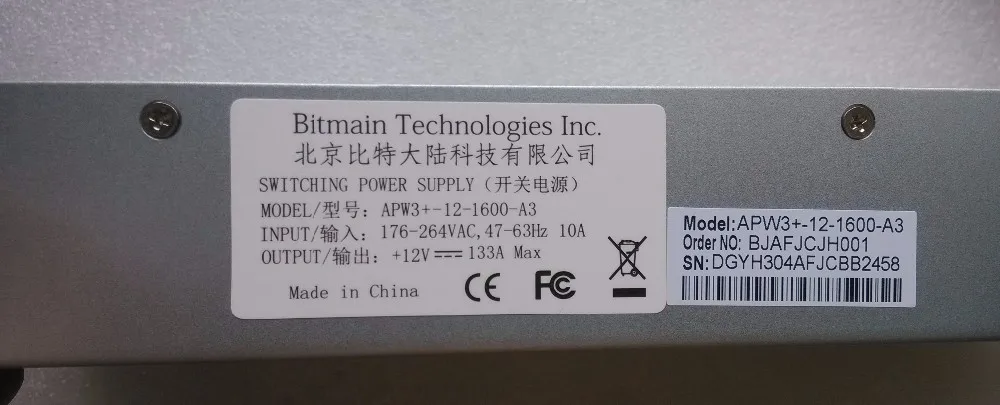 Bitmain Technologies Inc.
北京比特大陆科技有限公司
SWITCHING POWER SUPPLY（开关电源）
MODEL/型号: APW3+-12-1600-A3
INPUT/输入: 176-264VAC,47-63Hz 10A
OUTPUT/输出: +12V⎓133A Max
Made in China CE FC
Model:APW3+-12-1600-A3
Order NO: BJAFJCJH001
SN:DGYH304AFJCBB2458